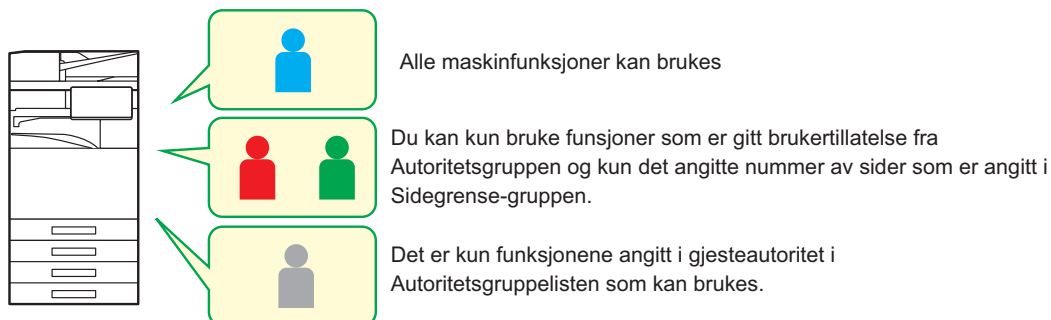 Alle maskinfunksjoner kan brukes
Du kan kun bruke funsjoner som er gitt brukertillatelse fra
Autoritetsgruppen og kun det angitte nummer av sider som er angitt i
Sidegrense-gruppen.
Det er kun funksjonene angitt i gjesteautoritet i
Autoritetsgruppelisten som kan brukes.